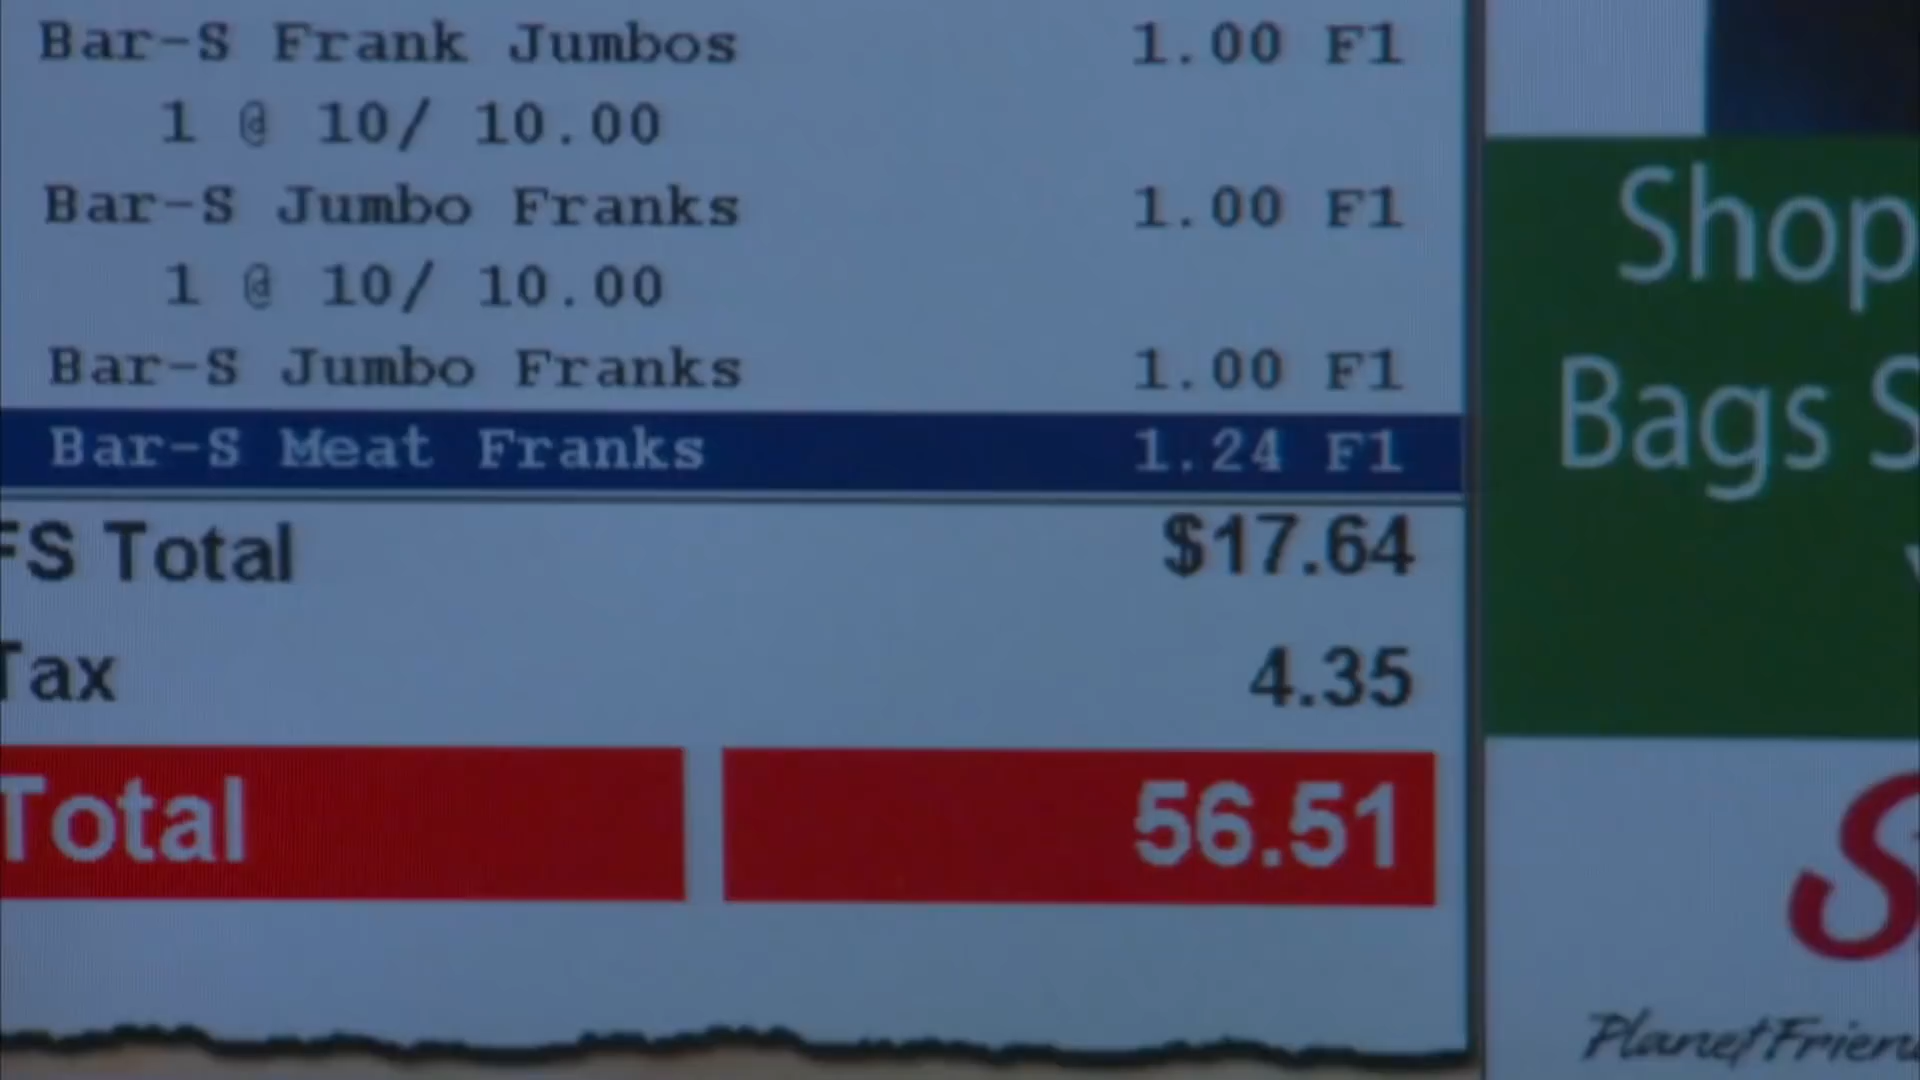 Bar-S Frank Jumbos 1.00 F1
1 @ 10/ 10.00
Bar-S Jumbo Franks 1.00 F1
1 @ 10/ 10.00
Bar-S Jumbo Franks 1.00 F1
Bar-S Meat Franks 1.24 F1
FS Total $17.64
Tax 4.35
Total 56.51
Shop
Bags S
S
PlanetFrien